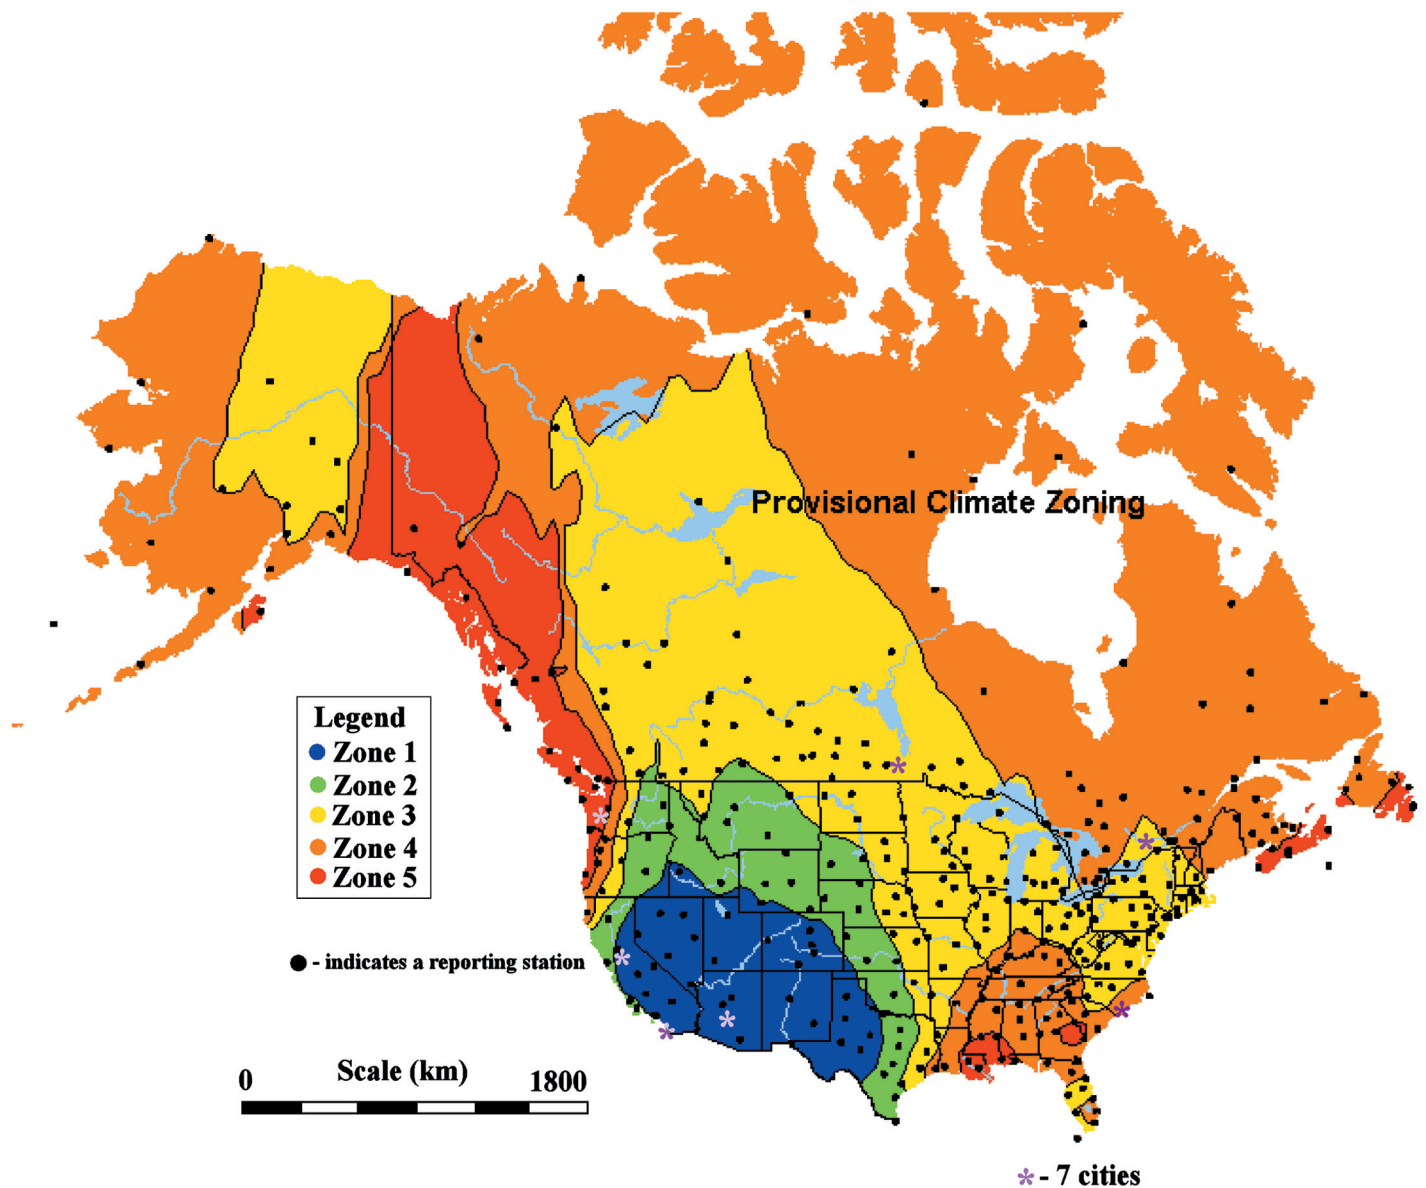 Provisional Climate Zoning
Legend
Zone 1
Zone 2
Zone 3
Zone 4
Zone 5
- indicates a reporting station
Scale (km)
0 1800
* - 7 cities